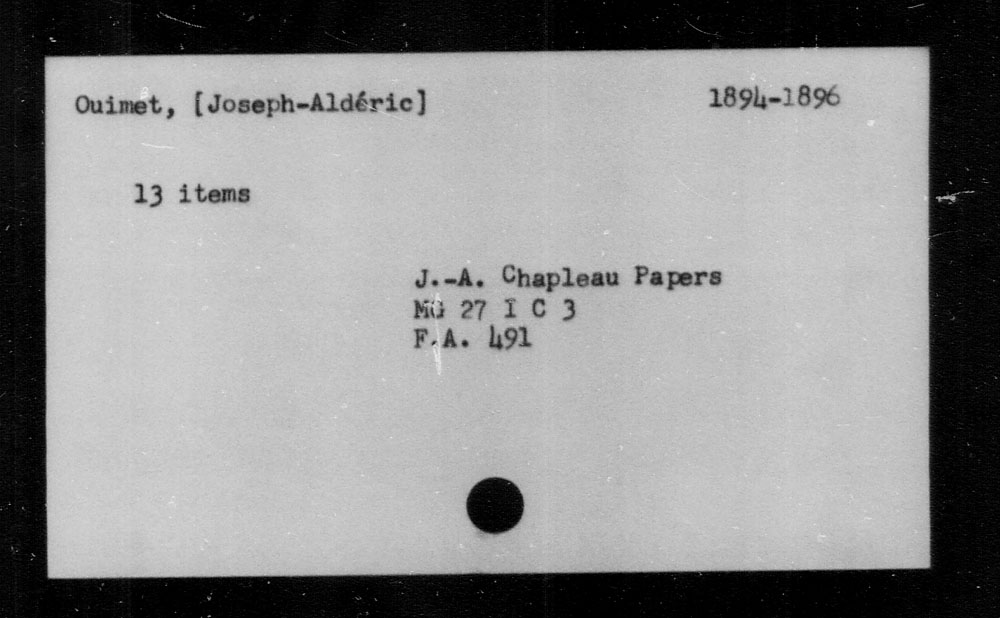 Ouimet, [Joseph-Aldéric] 1894-1896
13 items
J.-A. Chapleau Papers
MG 27 I C 3
F.A. 491